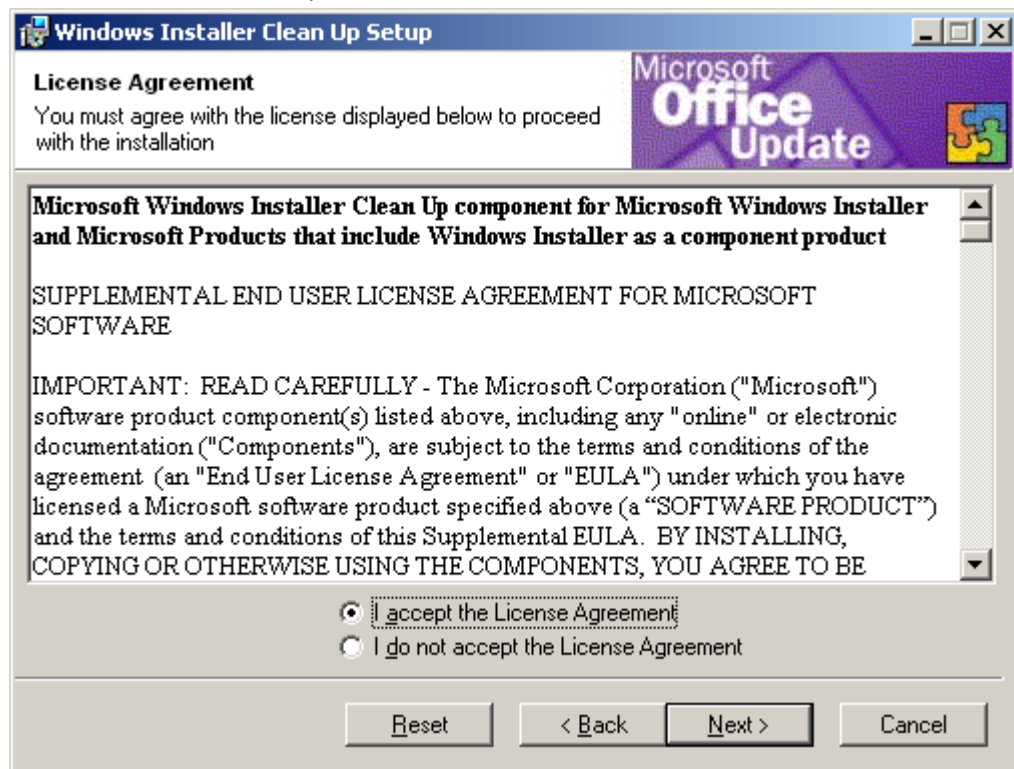 Windows Installer Clean Up Setup
License Agreement
You must agree with the license displayed below to proceed
with the installation
Microsoft
Office
Update
Microsoft Windows Installer Clean Up component for Microsoft Windows Installer
and Microsoft Products that include Windows Installer as a component product
SUPPLEMENTAL END USER LICENSE AGREEMENT FOR MICROSOFT
SOFTWARE
IMPORTANT:  READ CAREFULLY - The Microsoft Corporation ("Microsoft")
software product component(s) listed above, including any "online" or electronic
documentation ("Components"), are subject to the terms and conditions of the
agreement  (an "End User License Agreement" or "EULA") under which you have
licensed a Microsoft software product specified above (a “SOFTWARE PRODUCT”)
and the terms and conditions of this Supplemental EULA.  BY INSTALLING,
COPYING OR OTHERWISE USING THE COMPONENTS, YOU AGREE TO BE
I accept the License Agreement
I do not accept the License Agreement
Reset
< Back
Next >
Cancel